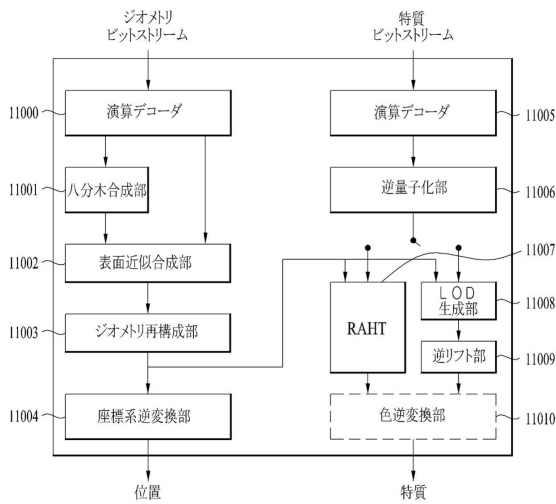 ジオメトリ
ビットストリーム
特質
ビットストリーム
11000
演算デコーダ
演算デコーダ
11005
11001
八分木合成部
逆量子化部
11006
11002
表面近似合成部
11007
11003
ジオメトリ再構成部
RAHT
LOD
生成部
11008
逆リフト部
11009
11004
座標系逆変換部
色逆変換部
11010
位置
特質